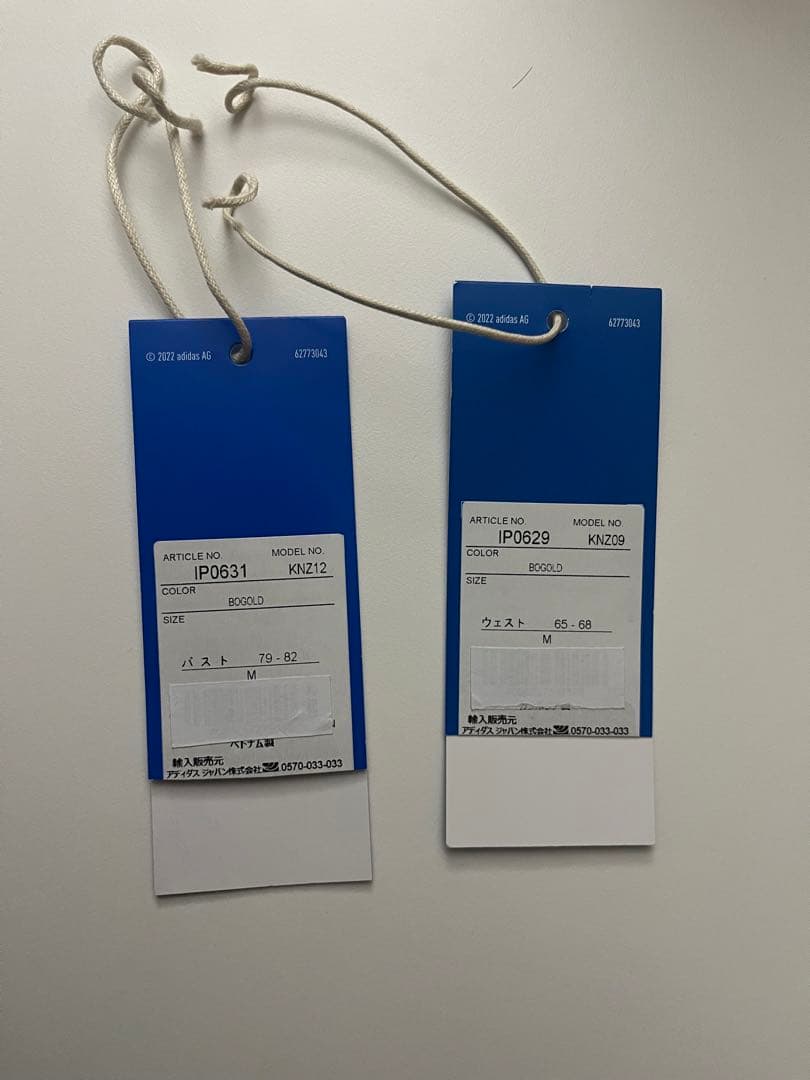 © 2022 adidas AG 62773043
ARTICLE NO. MODEL NO.
IP0631 KNZ12
COLOR
BOGOLD
SIZE
バスト 79 - 82
M
ベトナム製
輸入販売元
アディダス ジャパン株式会社 0570-033-033
© 2022 adidas AG 62773043
ARTICLE NO. MODEL NO.
IP0629 KNZ09
COLOR
BOGOLD
SIZE
ウェスト 65 - 68
M
輸入販売元
アディダス ジャパン株式会社 0570-033-033